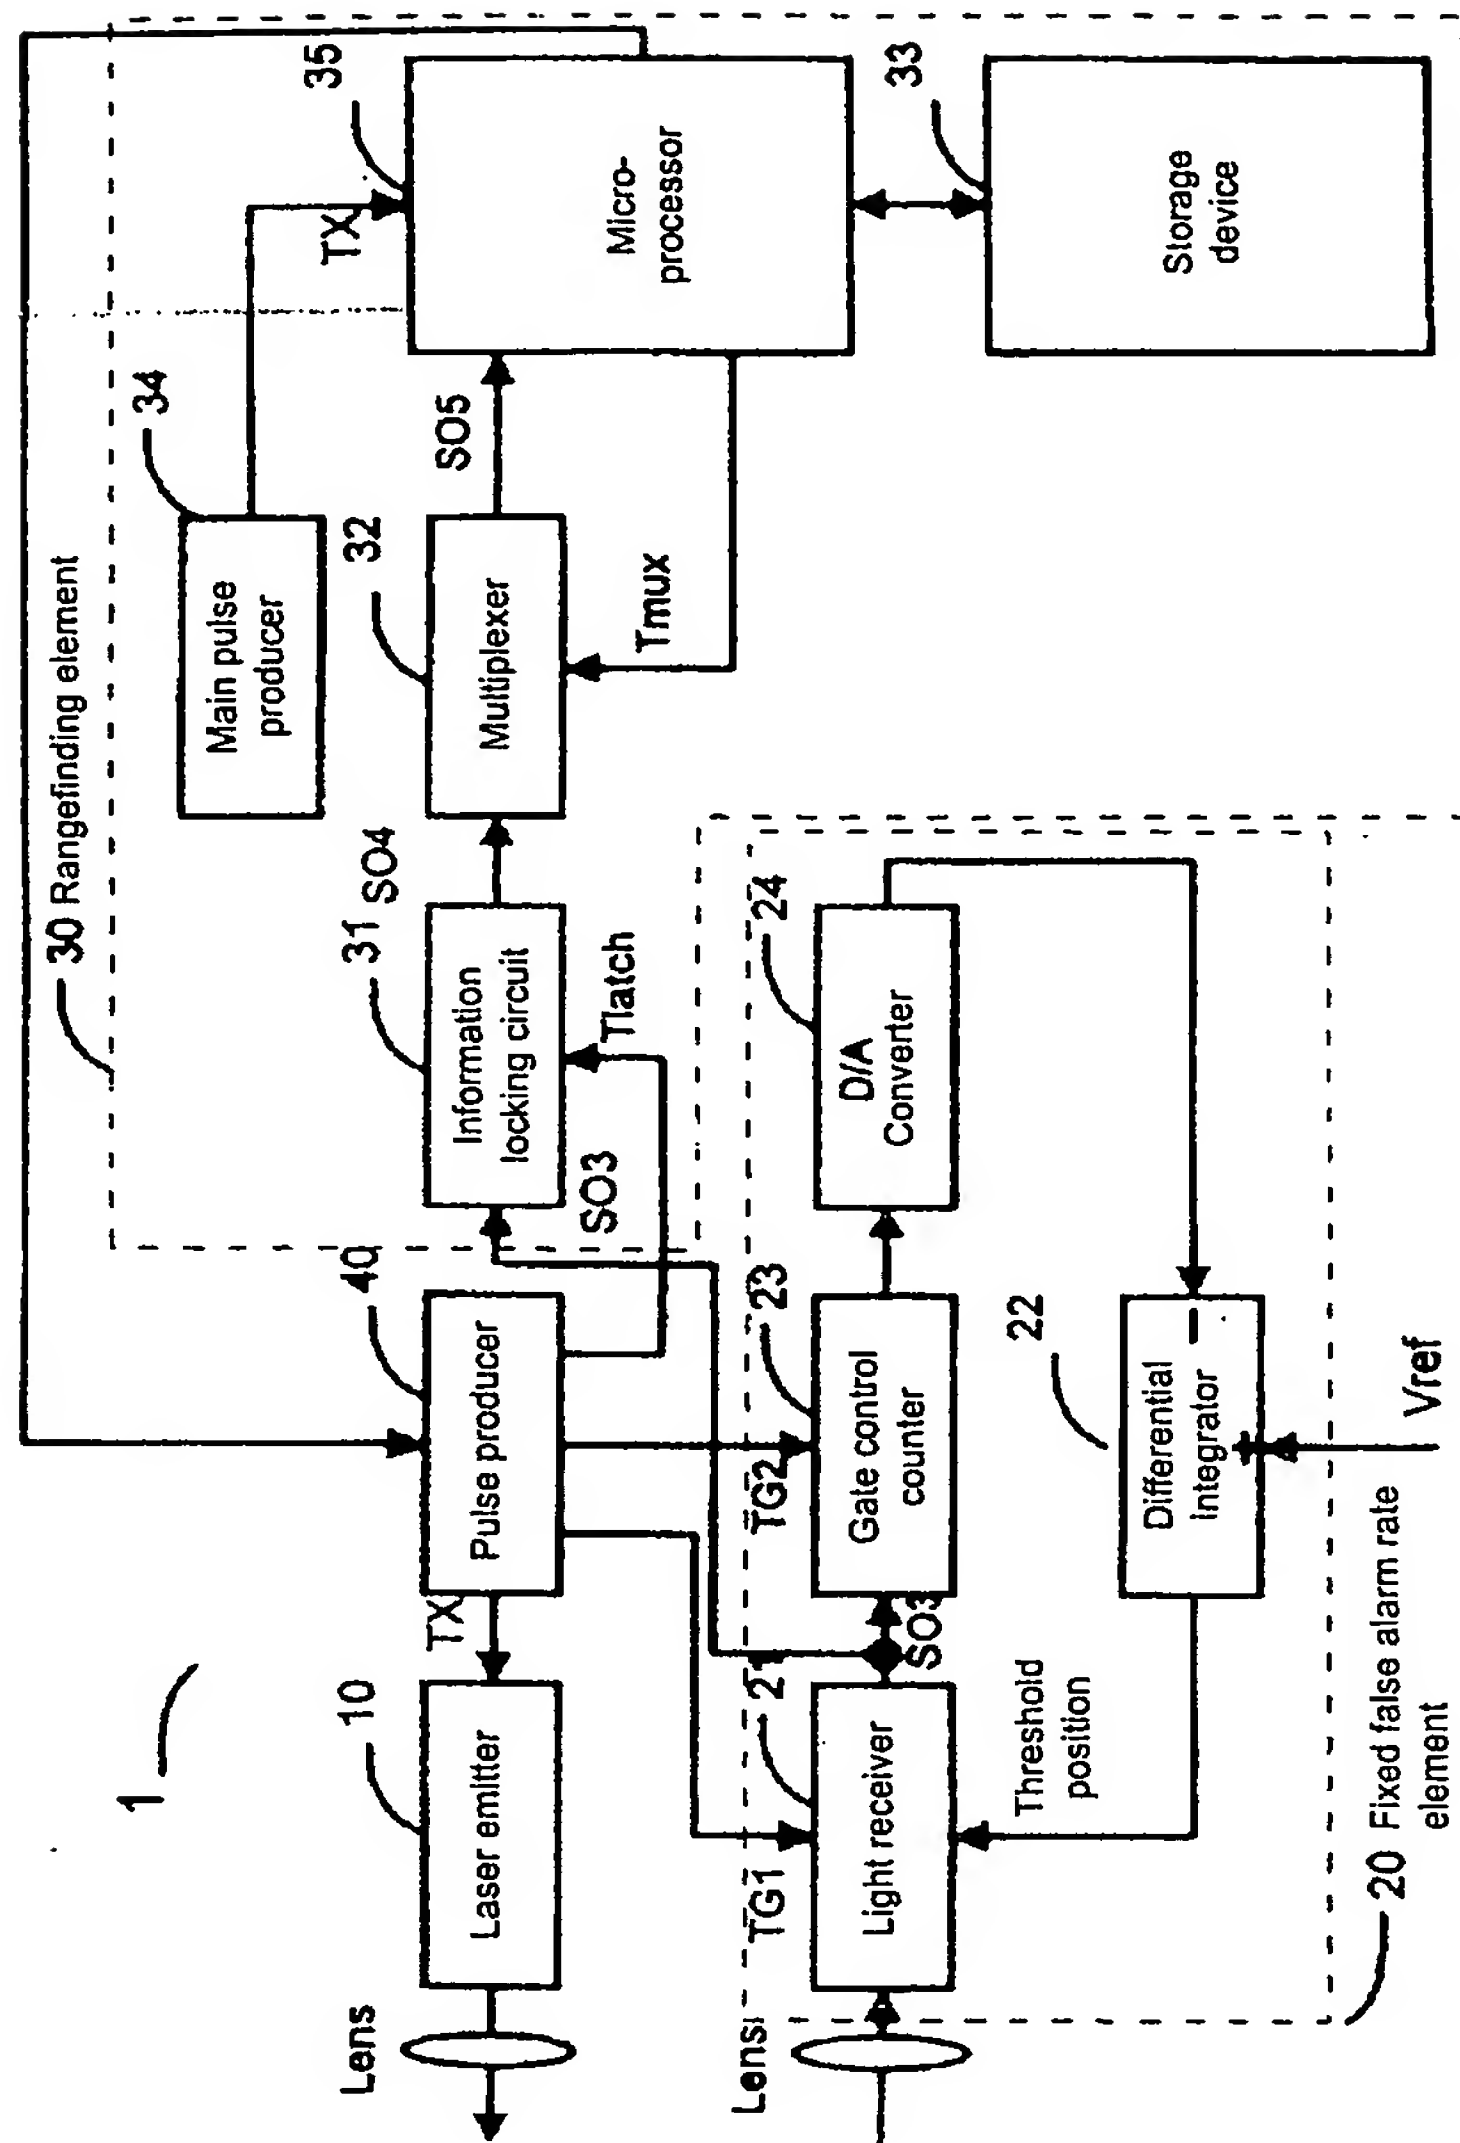 1
30 Rangefinding element
34
Main pulse
producer
TX
35
Micro-
processor
33
Storage
device
Lens
10
Laser emitter
TX
40
Pulse producer
31
Information
locking circuit
SO3
Tlatch
SO4
32
Multiplexer
SO5
Tmux
Lens
TG1
21
Light receiver
SO3
TG2
23
Gate control
counter
24
D/A
Converter
Threshold
position
22
Differential
Integrator
−
+
Vref
20 Fixed false alarm rate
element